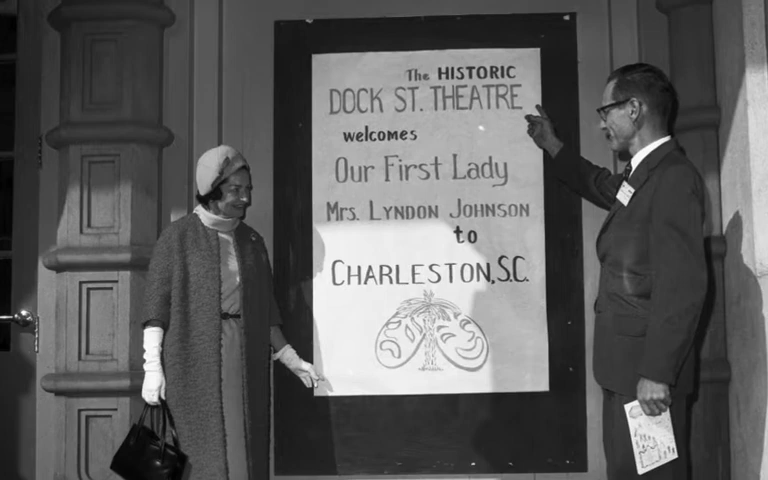 The HISTORIC
DOCK ST. THEATRE
welcomes
Our First Lady
MRS. LYNDON JOHNSON
to
CHARLESTON, S.C.